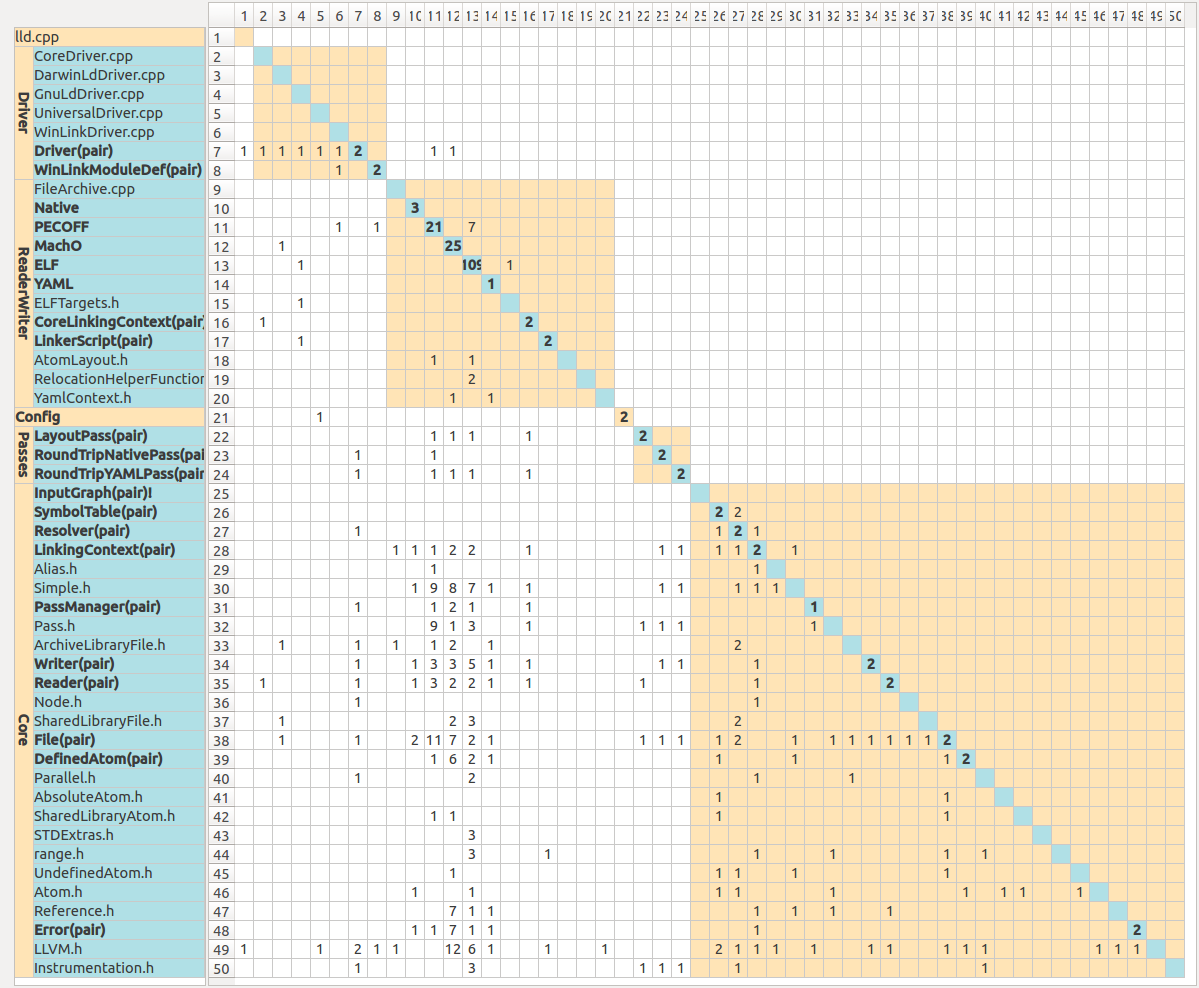 1 2 3 4 5 6 7 8 9 10 11 12 13 14 15 16 17 18 19 20 21 22 23 24 25 26 27 28 29 30 31 32 33 34 35 36 37 38 39 40 41 42 43 44 45 46 47 48 49 50
lld.cpp 1
Driver
CoreDriver.cpp 2
DarwinLdDriver.cpp 3
GnuLdDriver.cpp 4
UniversalDriver.cpp 5
WinLinkDriver.cpp 6
Driver(pair) 7 1 1 1 1 1 1 2 1 1
WinLinkModuleDef(pair) 8 1 2
ReaderWriter
FileArchive.cpp 9
Native 10 3
PECOFF 11 1 1 21 7
MachO 12 1 25
ELF 13 1 109 1
YAML 14 1
ELFTargets.h 15 1
CoreLinkingContext(pair 16 1 2
LinkerScript(pair) 17 1 2
AtomLayout.h 18 1 1
RelocationHelperFunction 19 2
YamlContext.h 20 1 1
Config 21 1 2
Passes
LayoutPass(pair) 22 1 1 1 1 2
RoundTripNativePass(pai 23 1 1 2
RoundTripYAMLPass(pair 24 1 1 1 1 1 2
Core
InputGraph(pair)! 25
SymbolTable(pair) 26 2 2
Resolver(pair) 27 1 1 2 1
LinkingContext(pair) 28 1 1 1 2 2 1 1 1 1 1 2 1
Alias.h 29 1 1
Simple.h 30 1 9 8 7 1 1 1 1 1 1 1
PassManager(pair) 31 1 1 2 1 1 1
Pass.h 32 9 1 3 1 1 1 1 1
ArchiveLibraryFile.h 33 1 1 1 1 2 1 2
Writer(pair) 34 1 1 3 3 5 1 1 1 1 1 2
Reader(pair) 35 1 1 1 3 2 2 1 1 1 1 2
Node.h 36 1 1
SharedLibraryFile.h 37 1 2 3 2
File(pair) 38 1 1 2 11 7 2 1 1 1 1 1 2 1 1 1 1 1 1 1 2
DefinedAtom(pair) 39 1 6 2 1 1 1 1 2
Parallel.h 40 1 2 1 1
AbsoluteAtom.h 41 1 1
SharedLibraryAtom.h 42 1 1 1 1
STDExtras.h 43 3
range.h 44 3 1 1 1 1 1
UndefinedAtom.h 45 1 1 1 1 1
Atom.h 46 1 1 1 1 1 1 1 1 1
Reference.h 47 7 1 1 1 1 1 1
Error(pair) 48 1 1 7 1 1 1 2
LLVM.h 49 1 1 2 1 1 12 6 1 1 1 2 1 1 1 1 1 1 1 1 1 1 1 1
Instrumentation.h 50 1 3 1 1 1 1 1